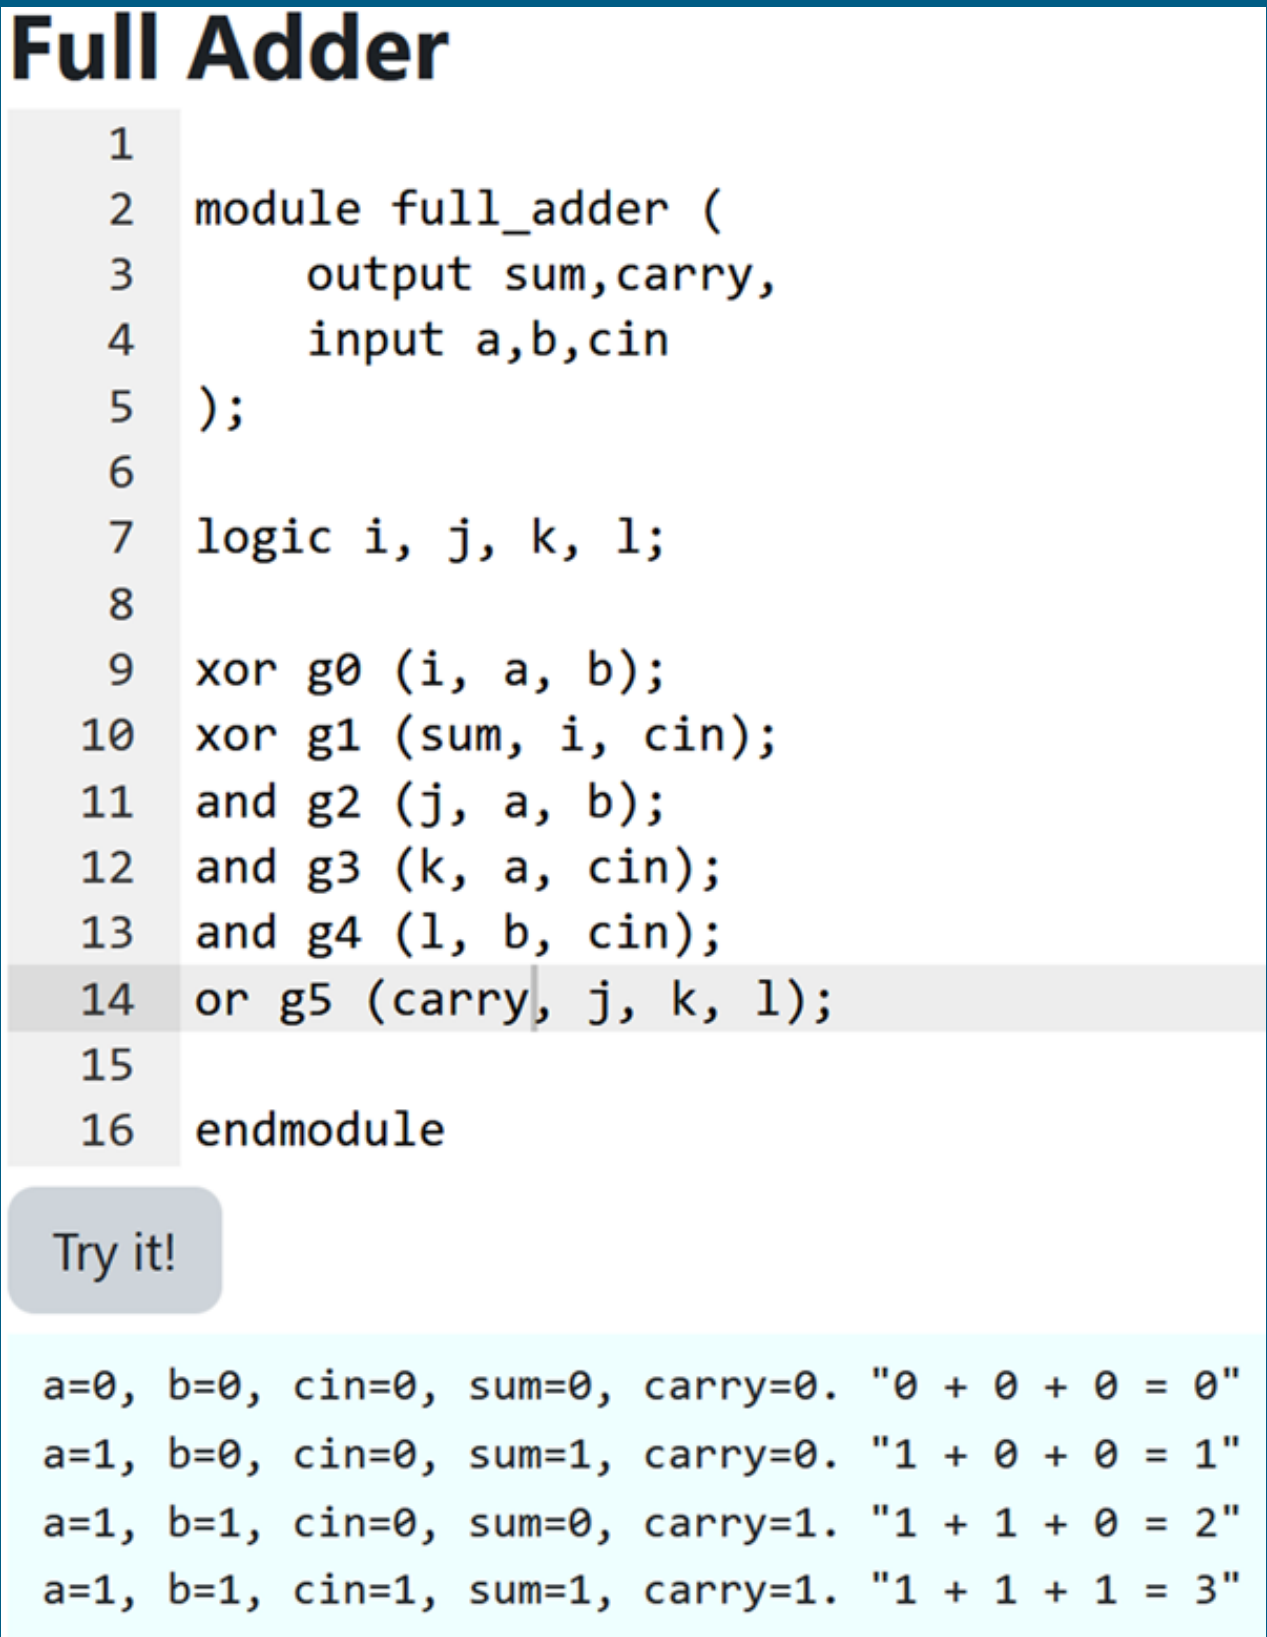 Full Adder
1
2 module full_adder (
3     output sum,carry,
4     input a,b,cin
5 );
6
7 logic i, j, k, l;
8
9 xor g0 (i, a, b);
10 xor g1 (sum, i, cin);
11 and g2 (j, a, b);
12 and g3 (k, a, cin);
13 and g4 (l, b, cin);
14 or g5 (carry, j, k, l);
15
16 endmodule
Try it!
a=0, b=0, cin=0, sum=0, carry=0. "0 + 0 + 0 = 0"
a=1, b=0, cin=0, sum=1, carry=0. "1 + 0 + 0 = 1"
a=1, b=1, cin=0, sum=0, carry=1. "1 + 1 + 0 = 2"
a=1, b=1, cin=1, sum=1, carry=1. "1 + 1 + 1 = 3"